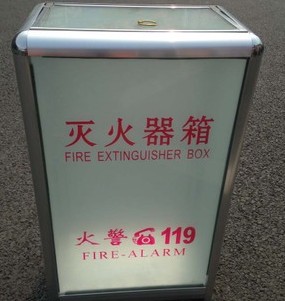 灭火器箱
FIRE EXTINGUISHER BOX
火警☎119
FIRE-ALARM